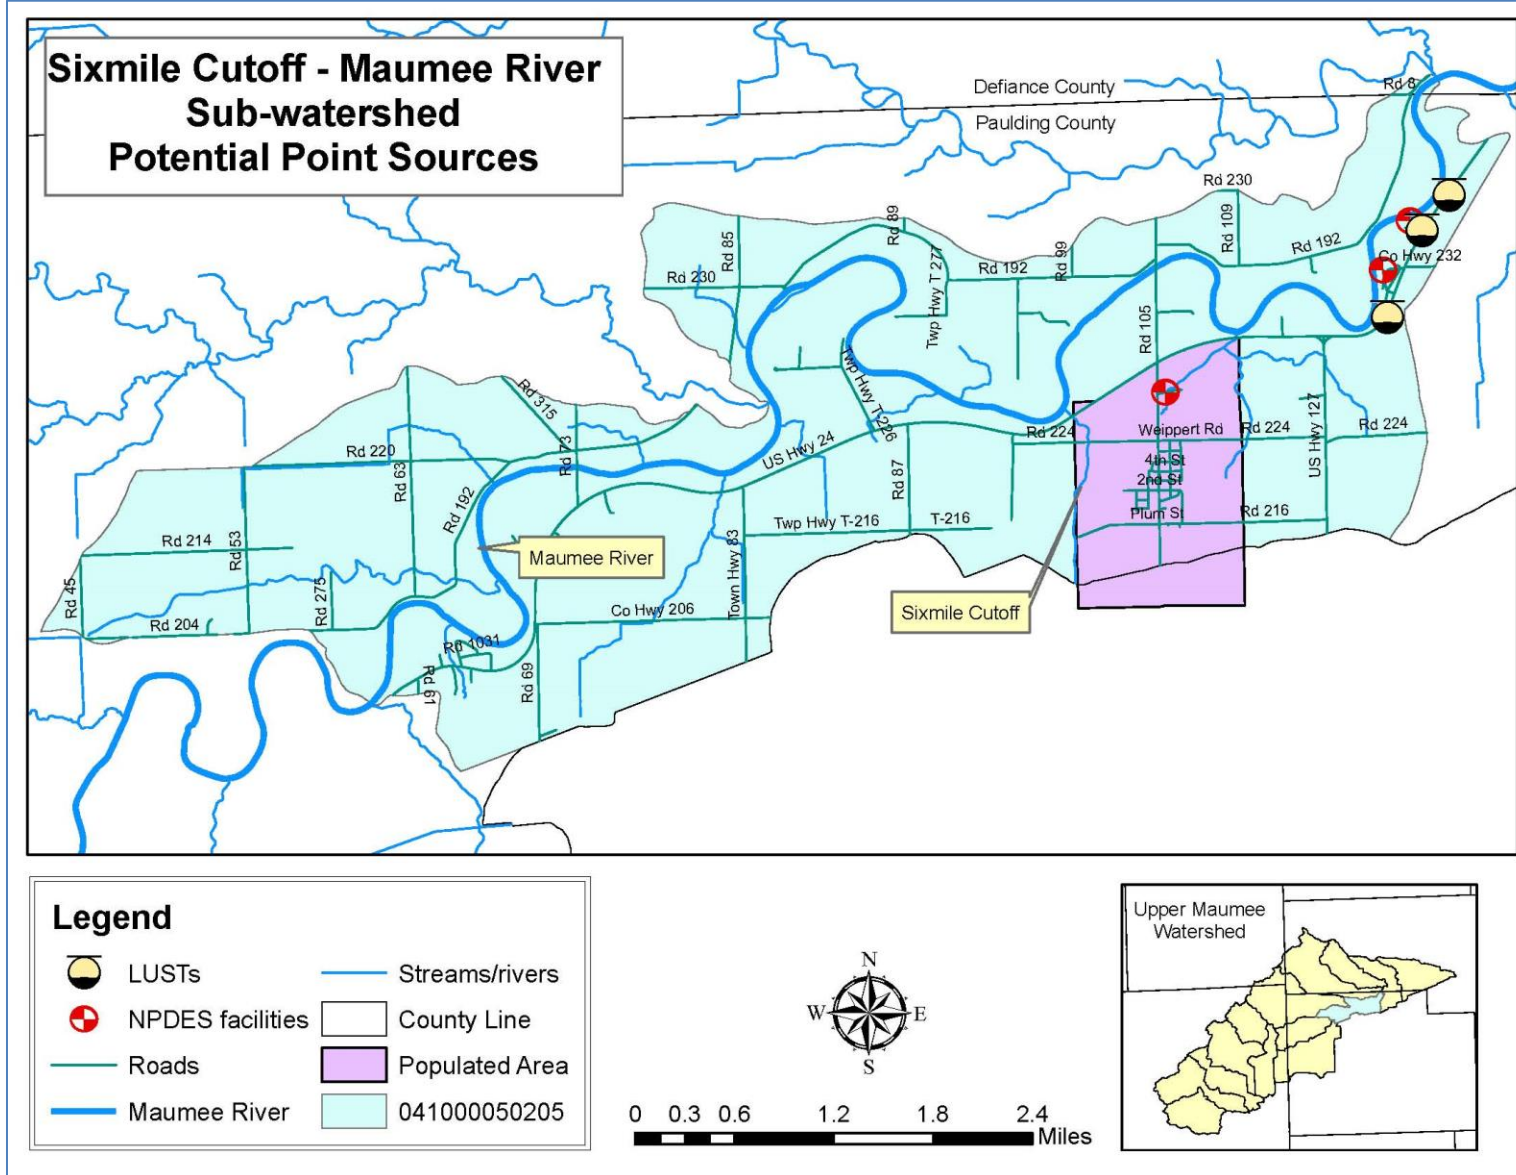 Sixmile Cutoff - Maumee River
Sub-watershed
Potential Point Sources
Defiance County
Paulding County
Rd 8
Rd 230
Rd 89
Rd 109
Rd 85
Rd 99
Rd 192
Co Hwy 232
Rd 230
Twp Hwy T 277
Rd 192
Rd 105
Twp Hwy T-226
Rd 315
US Hwy 127
Rd 73
Rd 220
Rd 63
US Hwy 24
Rd 87
Rd 224
Weippert Rd
Rd 224
Rd 224
4th St
2nd St
Plum St
Rd 216
Rd 192
Twp Hwy T-216
T-216
Rd 214
Rd 53
Maumee River
Town Hwy 83
Rd 45
Rd 275
Co Hwy 206
Sixmile Cutoff
Rd 204
Rd 1031
Rd 61
Rd 69
Legend
LUSTs
NPDES facilities
Roads
Maumee River
Streams/rivers
County Line
Populated Area
041000050205
N
W
E
S
0 0.3 0.6 1.2 1.8 2.4
Miles
Upper Maumee
Watershed